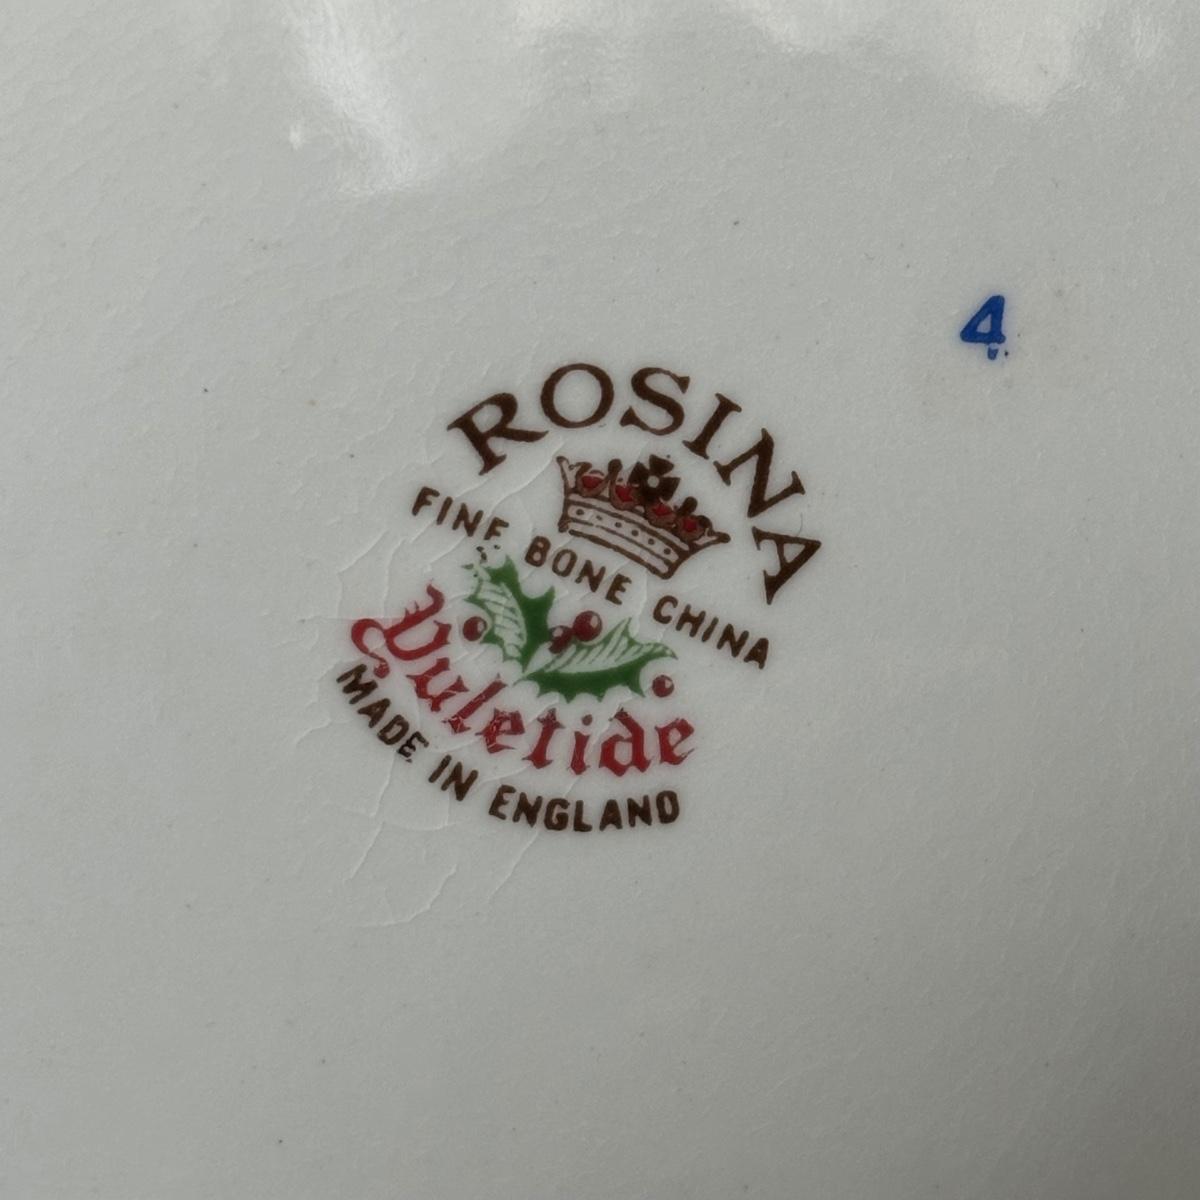 4
ROSINA
FINE BONE CHINA
Yuletide
MADE IN ENGLAND